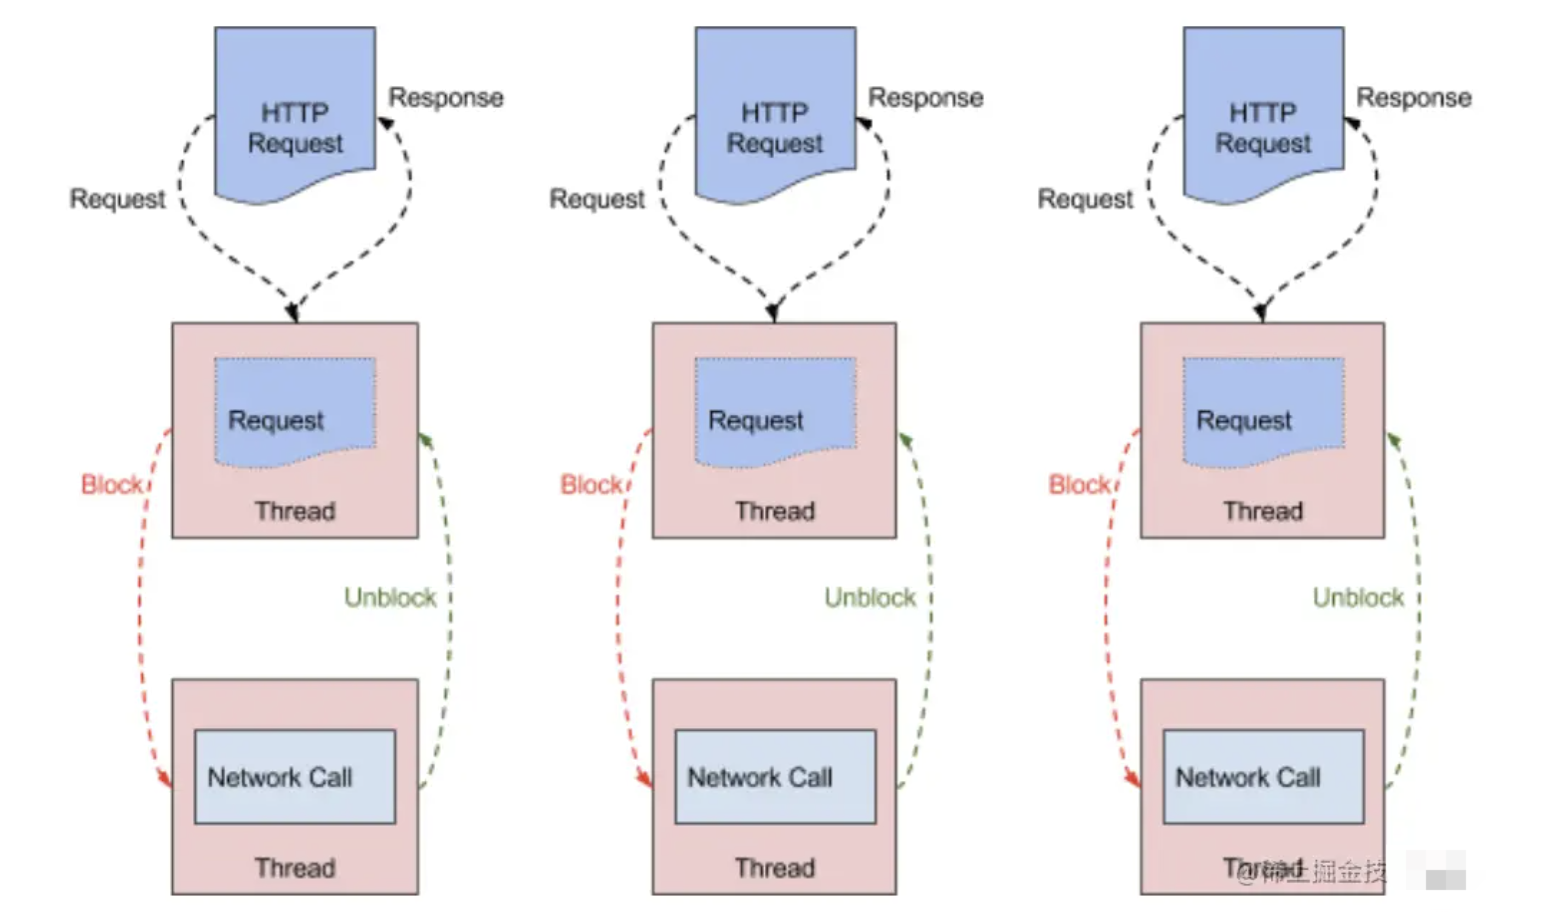 Response Response Response
HTTP HTTP HTTP
Request Request Request
Request Request Request
Request Request Request
Block Block Block
Thread Thread Thread
Unblock Unblock Unblock
Network Call Network Call Network Call
Thread Thread Thread
@稀土掘金技